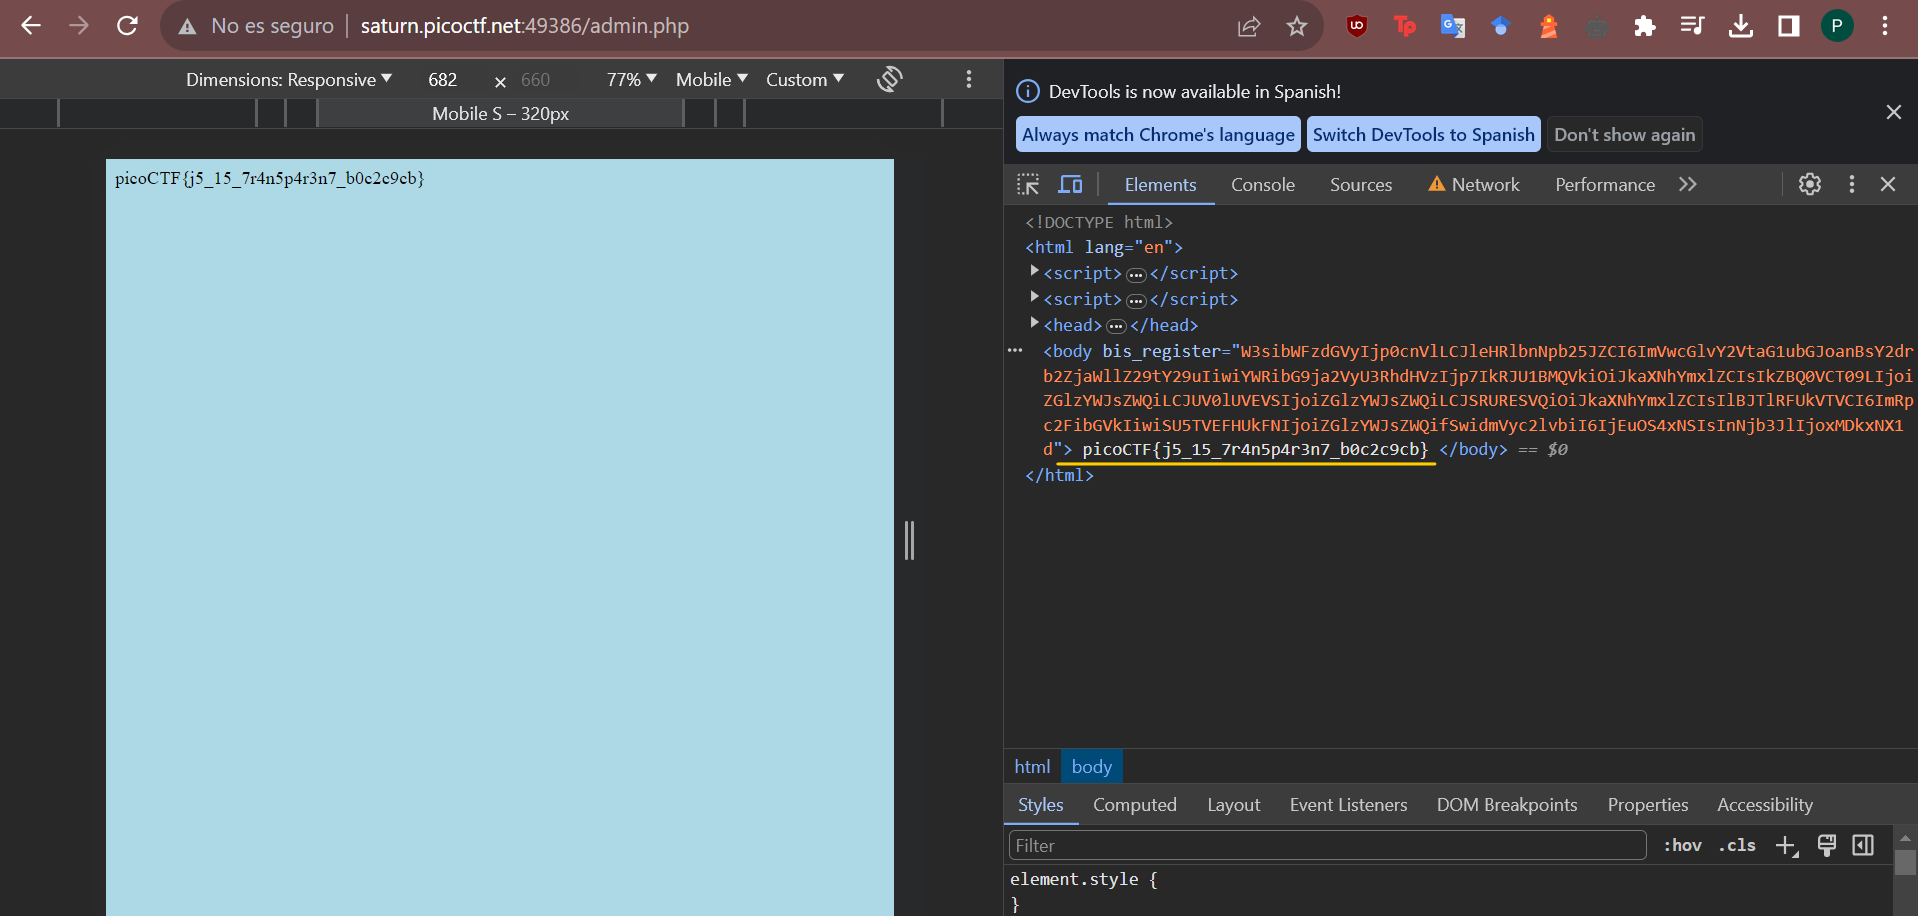 No es seguro saturn.picoctf.net:49386/admin.php
Dimensions: Responsive 682 × 660 77% Mobile Custom
Mobile S – 320px
picoCTF{j5_15_7r4n5p4r3n7_b0c2c9cb}
DevTools is now available in Spanish!
Always match Chrome's language Switch DevTools to Spanish Don't show again
Elements Console Sources Network Performance
<!DOCTYPE html>
<html lang="en">
<script> … </script>
<script> … </script>
<head> … </head>
<body bis_register="W3sibWFzdGVyIjp0cnVlLCJleHRlbnNpb25JZCI6ImVwcGlvY2VtaG1ubGJoanBsY2dr
b2ZjaWllZ29tY29uIiwiYWRibG9ja2VyU3RhdHVzIjp7IkRJU1BMQVkiOiJkaXNhYmxlZCIsIkZBQ0VCT09LIjoi
ZGlzYWJsZWQiLCJUV0lUVEVSIjoiZGlzYWJsZWQiLCJSRURESVQiOiJkaXNhYmxlZCIsIlBJTlRFUkVTVCI6ImRp
c2FibGVkIiwiSU5TVEFHUkFNIjoiZGlzYWJsZWQifSwidmVyc2lvbiI6IjEuOS4xNSIsInNjb3JlIjoxMDkxNX1
d"> picoCTF{j5_15_7r4n5p4r3n7_b0c2c9cb} </body> == $0
</html>
html body
Styles Computed Layout Event Listeners DOM Breakpoints Properties Accessibility
Filter :hov .cls
element.style {
}